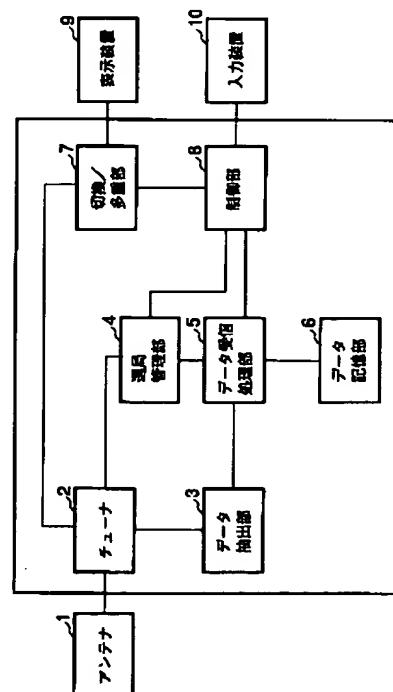 1
アンテナ
2
チューナ
3
データ
抽出部
4
選局
管理部
5
データ受信
処理部
6
データ
記憶部
7
切換/
多重部
8
制御部
9
表示装置
10
入力装置